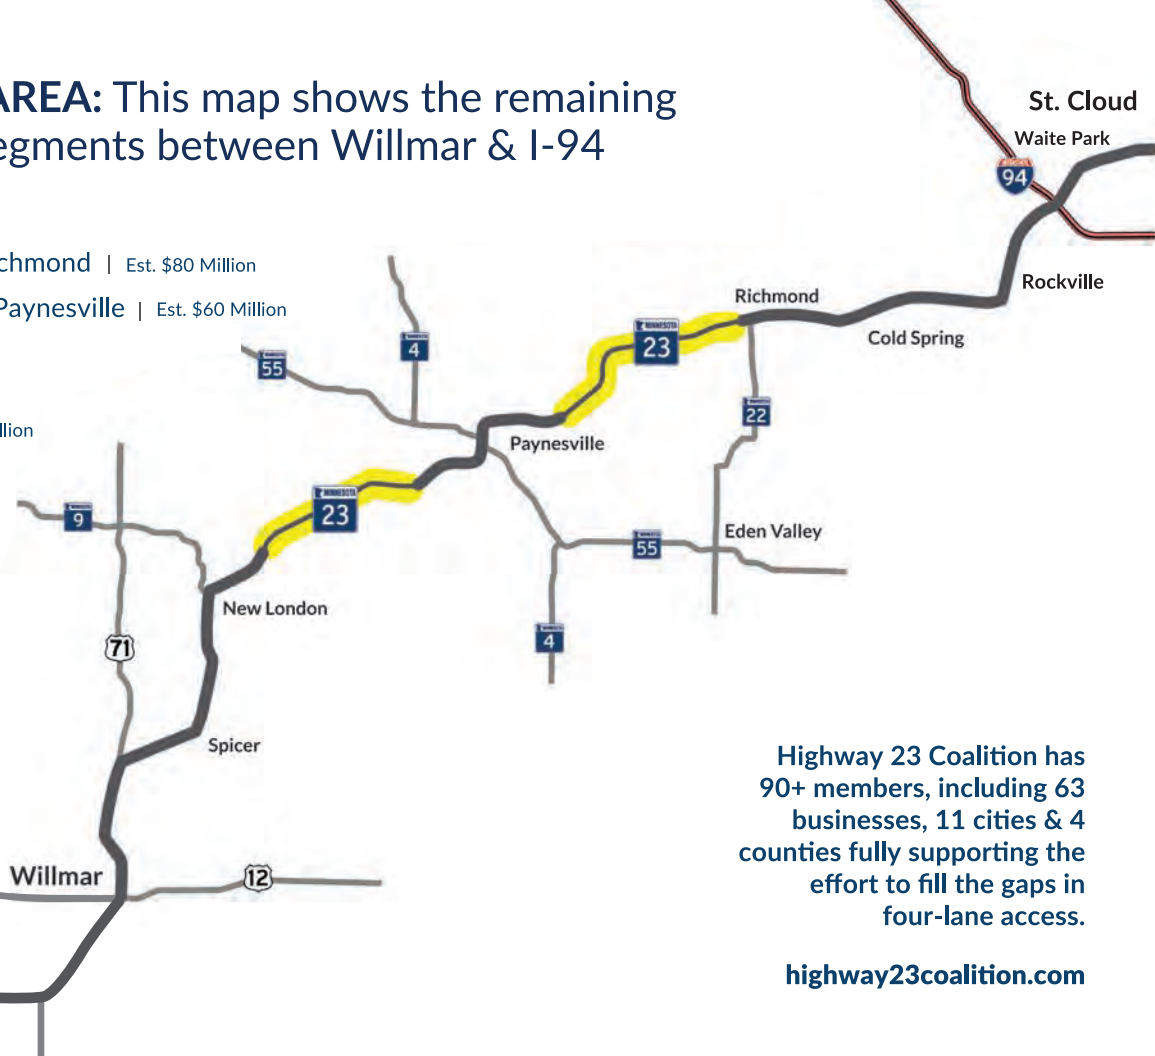 AREA: This map shows the remaining
egments between Willmar & I-94
St. Cloud
Waite Park
94
chmond | Est. $80 Million
Paynesville | Est. $60 Million
Rockville
Richmond
Cold Spring
MINNESOTA
23
4
55
22
llion
Paynesville
9
MINNESOTA
23
55
Eden Valley
New London
71
4
Spicer
Highway 23 Coalition has
90+ members, including 63
businesses, 11 cities & 4
counties fully supporting the
effort to fill the gaps in
four-lane access.
Willmar
12
highway23coalition.com